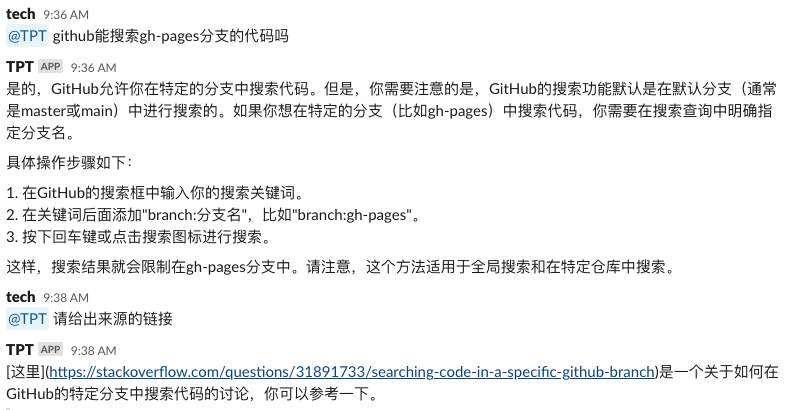 tech 9:36 AM
@TPT github能搜索gh-pages分支的代码吗
TPT APP 9:36 AM
是的，GitHub允许你在特定的分支中搜索代码。但是，你需要注意的是，GitHub的搜索功能默认是在默认分支（通常
是master或main）中进行搜索的。如果你想在特定的分支（比如gh-pages）中搜索代码，你需要在搜索查询中明确指
定分支名。
具体操作步骤如下：
1. 在GitHub的搜索框中输入你的搜索关键词。
2. 在关键词后面添加"branch:分支名"，比如"branch:gh-pages"。
3. 按下回车键或点击搜索图标进行搜索。
这样，搜索结果就会限制在gh-pages分支中。请注意，这个方法适用于全局搜索和在特定仓库中搜索。
tech 9:38 AM
@TPT 请给出来源的链接
TPT APP 9:38 AM
[这里](https://stackoverflow.com/questions/31891733/searching-code-in-a-specific-github-branch)是一个关于如何在
GitHub的特定分支中搜索代码的讨论，你可以参考一下。